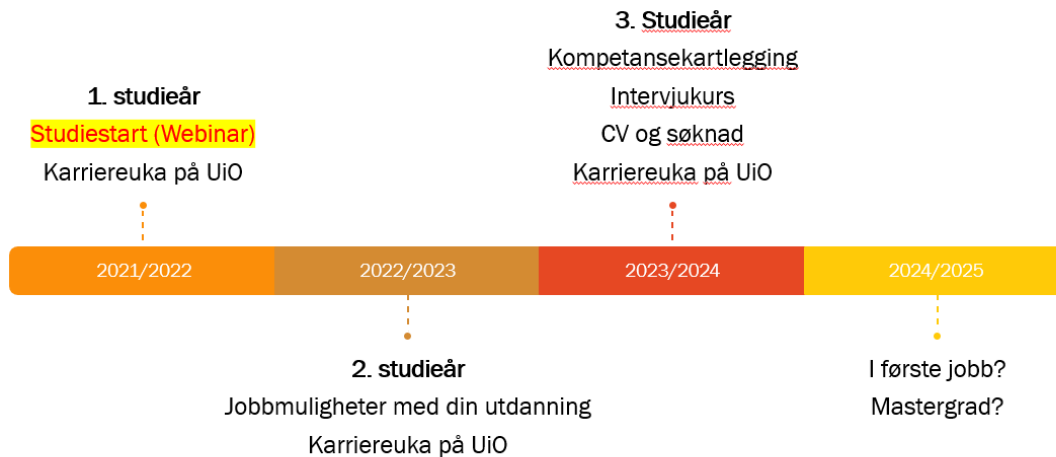 1. studieår
Studiestart (Webinar)
Karriereuka på UiO
3. Studieår
Kompetansekartlegging
Intervjukurs
CV og søknad
Karriereuka på UiO
2021/2022
2022/2023
2023/2024
2024/2025
2. studieår
Jobbmuligheter med din utdanning
Karriereuka på UiO
I første jobb?
Mastergrad?